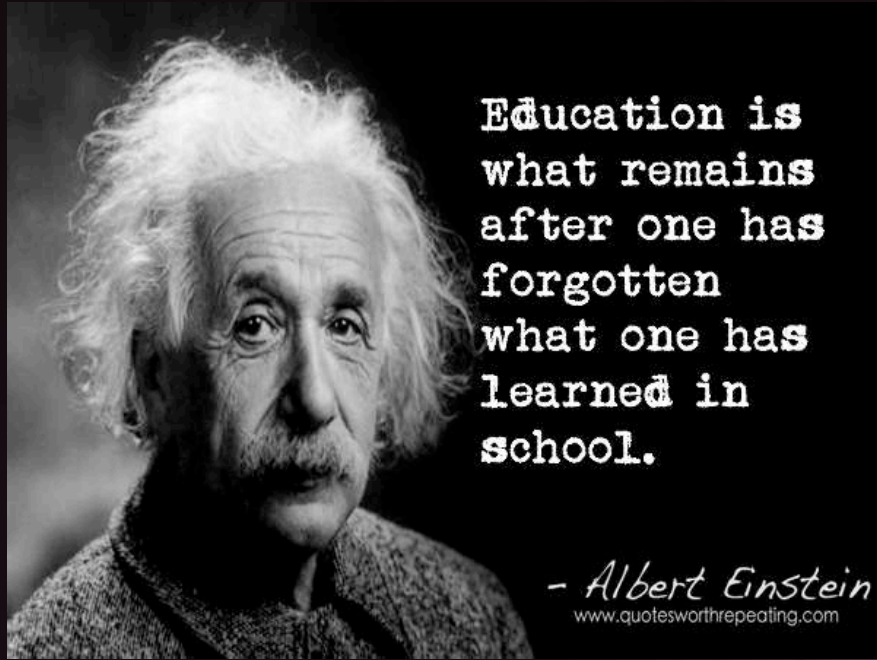 Education is
what remains
after one has
forgotten
what one has
learned in
school.
- Albert Einstein
www.quotesworthrepeating.com